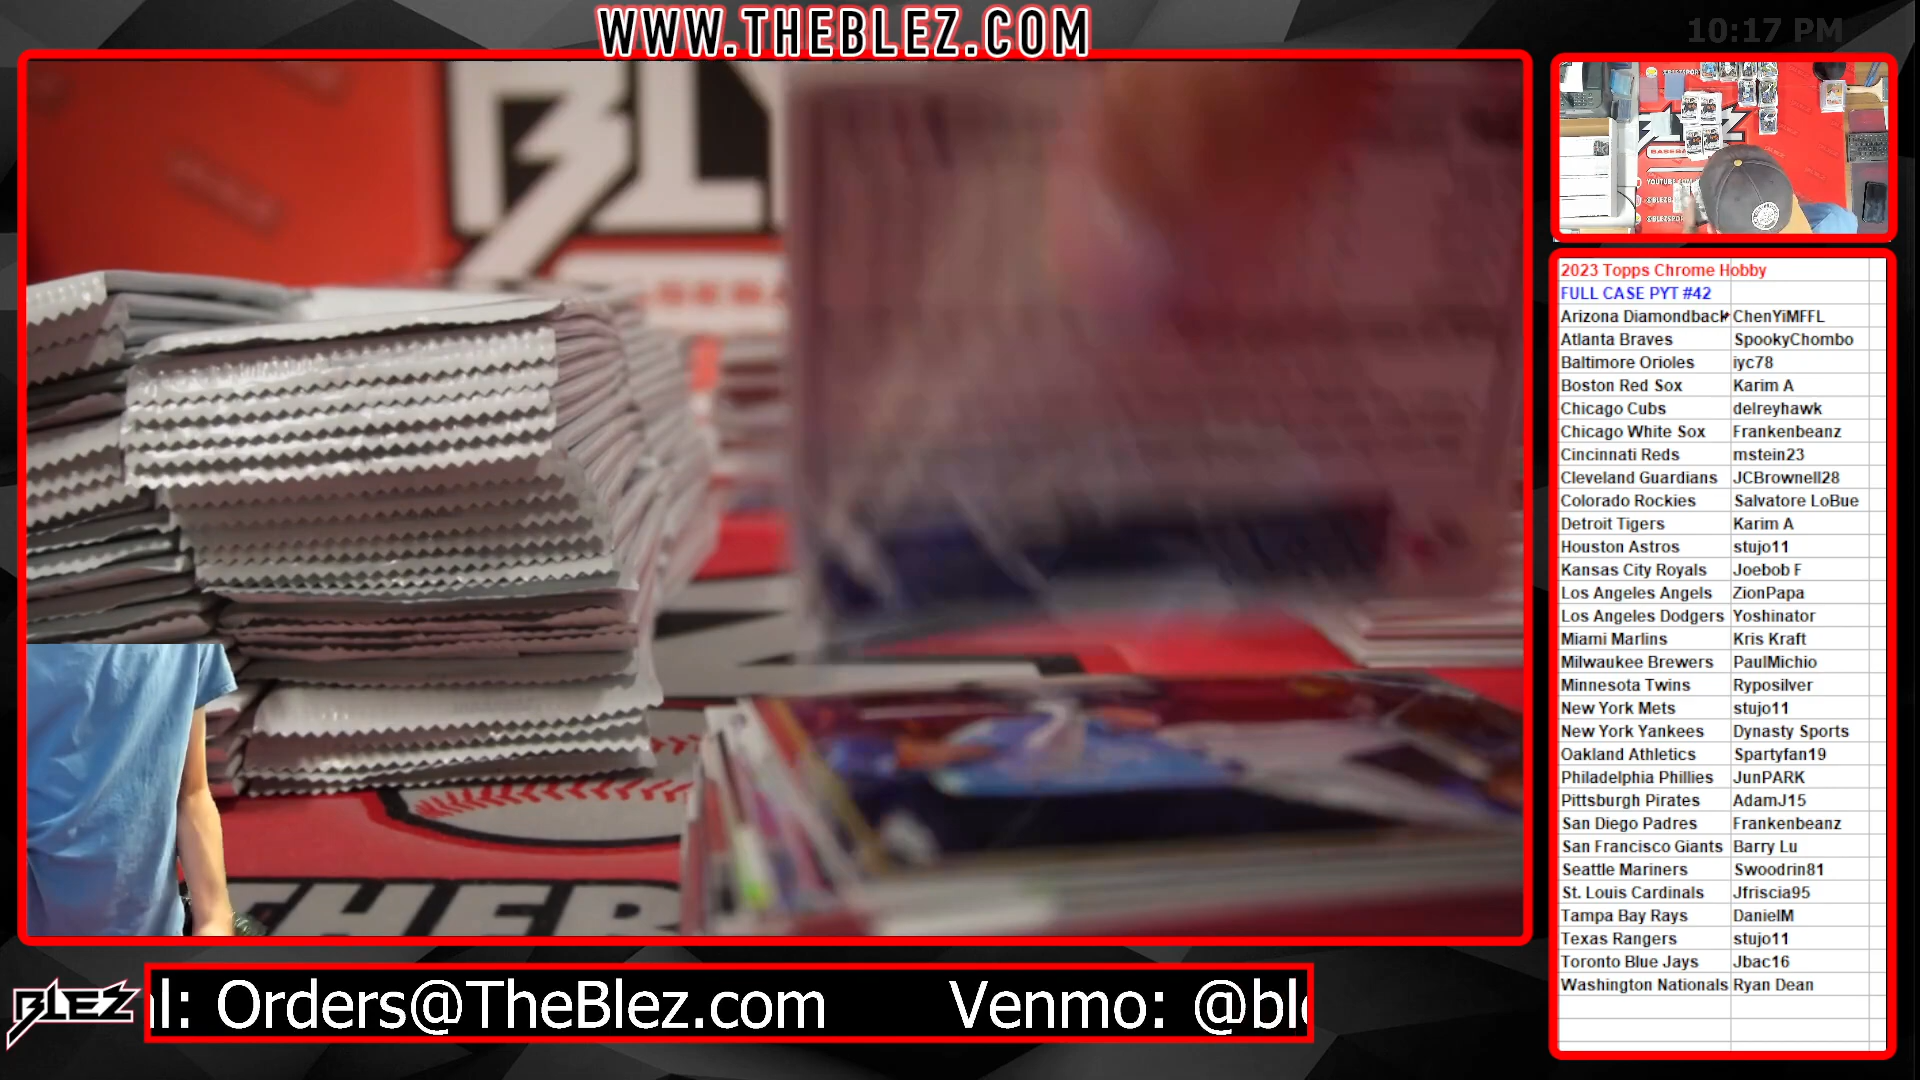 WWW.THEBLEZ.COM
10:17 PM
2023 Topps Chrome Hobby
FULL CASE PYT #42
Arizona Diamondback ChenYiMFFL
Atlanta Braves SpookyChombo
Baltimore Orioles iyc78
Boston Red Sox Karim A
Chicago Cubs delreyhawk
Chicago White Sox Frankenbeanz
Cincinnati Reds mstein23
Cleveland Guardians JCBrownell28
Colorado Rockies Salvatore LoBue
Detroit Tigers Karim A
Houston Astros stujo11
Kansas City Royals Joebob F
Los Angeles Angels ZionPapa
Los Angeles Dodgers Yoshinator
Miami Marlins Kris Kraft
Milwaukee Brewers PaulMichio
Minnesota Twins Ryposilver
New York Mets stujo11
New York Yankees Dynasty Sports
Oakland Athletics Spartyfan19
Philadelphia Phillies JunPARK
Pittsburgh Pirates AdamJ15
San Diego Padres Frankenbeanz
San Francisco Giants Barry Lu
Seattle Mariners Swoodrin81
St. Louis Cardinals Jfriscia95
Tampa Bay Rays DanielM
Texas Rangers stujo11
Toronto Blue Jays Jbac16
Washington Nationals Ryan Dean
BLEZ
l: Orders@TheBlez.com Venmo: @ble